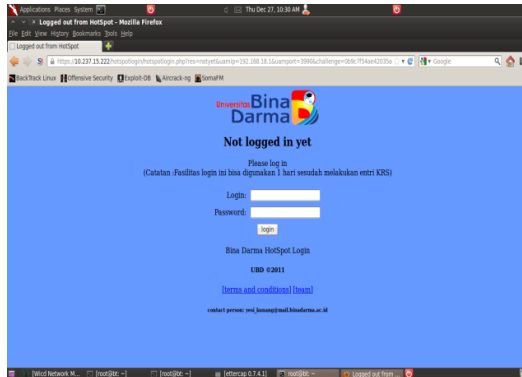 Applications Places System
Thu Dec 27, 10:30 AM
Logged out from HotSpot - Mozilla Firefox
File Edit View History Bookmarks Tools Help
Logged out from HotSpot
Google
BackTrack Linux Offensive Security Exploit-DB Aircrack-ng SomaFM
Universitas Bina
Darma
Not logged in yet
Please log in
(Catatan :Fasilitas login ini bisa digunakan 1 hari sesudah melakukan entri KRS)
Login:
Password:
login
Bina Darma HotSpot Login
UBD ©2011
[terms and conditions] [team]
contact person: yesi_kunang@mail.binadarma.ac.id
[Wicd Network M... [root@bt: ~] [root@bt: ~] [ettercap 0.7.4.1] root@bt: ~ Logged out from ...